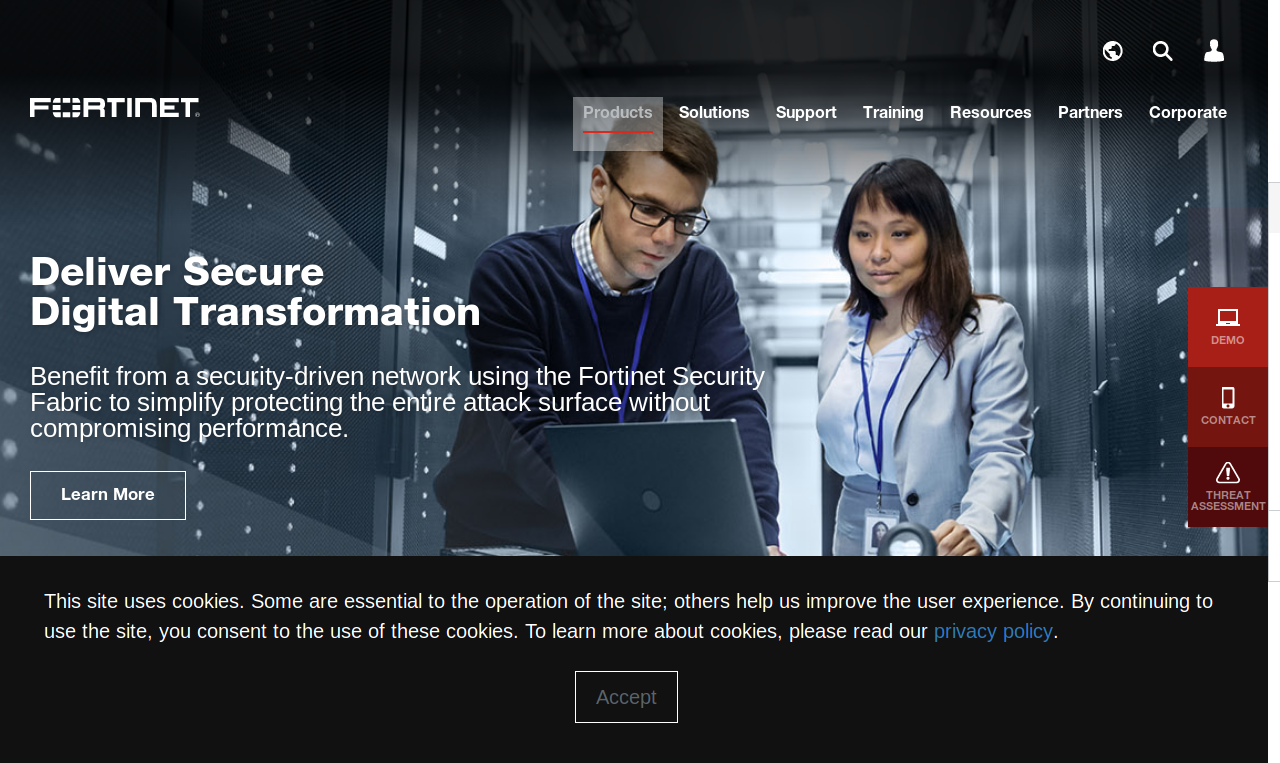 FORTINET
Products Solutions Support Training Resources Partners Corporate
Deliver Secure
Digital Transformation
Benefit from a security-driven network using the Fortinet Security
Fabric to simplify protecting the entire attack surface without
compromising performance.
Learn More
DEMO
CONTACT
THREAT
ASSESSMENT
This site uses cookies. Some are essential to the operation of the site; others help us improve the user experience. By continuing to
use the site, you consent to the use of these cookies. To learn more about cookies, please read our privacy policy.
Accept